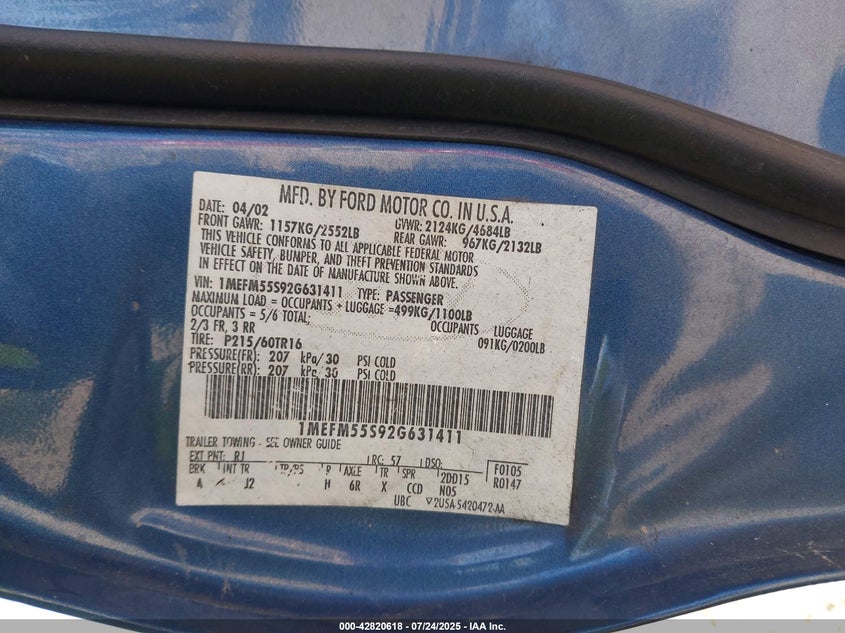 MFD. BY FORD MOTOR CO. IN U.S.A.
DATE: 04/02 GVWR: 2124KG/4684LB
FRONT GAWR: 1157KG/2552LB REAR GAWR: 967KG/2132LB
THIS VEHICLE CONFORMS TO ALL APPLICABLE FEDERAL MOTOR
VEHICLE SAFETY, BUMPER, AND THEFT PREVENTION STANDARDS
IN EFFECT ON THE DATE OF MANUFACTURE SHOWN ABOVE.
VIN: 1MEFM55S92G631411 TYPE: PASSENGER
MAXIMUM LOAD = OCCUPANTS + LUGGAGE =499KG/1100LB
OCCUPANTS = 5/6 TOTAL; OCCUPANTS LUGGAGE
2/3 FR, 3 RR 091KG/0200LB
TIRE: P215/60TR16
PRESSURE(FR): 207 kPa/30 PSI COLD
PRESSURE(RR): 207 kPa 30 PSI COLD
1MEFM55S92G631411
TRAILER TOWING - SEE OWNER GUIDE
EXT PNT: RJ RC: 57 DSO: F0105
BRK INT TR TP/PS R AXLE TR SPR 2DD15 R0147
A J2 H 6R X CCD N05
UBC 2USA-5420472-AA
000-42820618 - 07/24/2025 - IAA Inc.